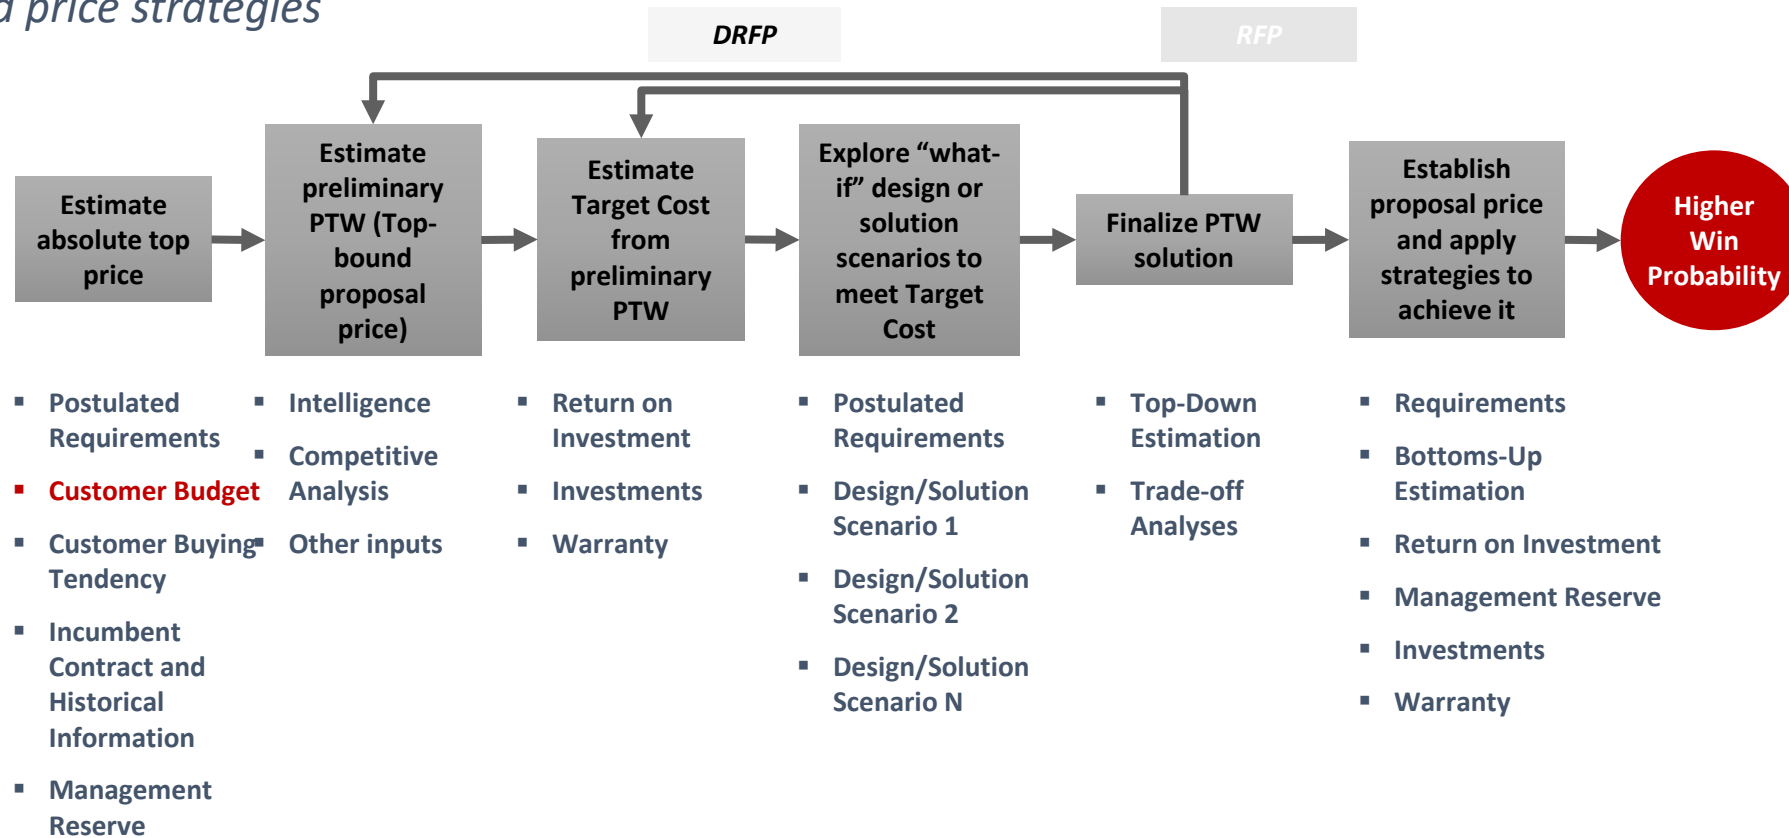 d price strategies
DRFP
RFP
Estimate
absolute top
price
Estimate
preliminary
PTW (Top-
bound
proposal
price)
Estimate
Target Cost
from
preliminary
PTW
Explore “what-
if” design or
solution
scenarios to
meet Target
Cost
Finalize PTW
solution
Establish
proposal price
and apply
strategies to
achieve it
Higher
Win
Probability
▪ Postulated
Requirements
▪ Customer Budget
▪ Customer Buying
Tendency
▪ Incumbent
Contract and
Historical
Information
▪ Management
Reserve
▪ Intelligence
▪ Competitive
Analysis
▪ Other inputs
▪ Return on
Investment
▪ Investments
▪ Warranty
▪ Postulated
Requirements
▪ Design/Solution
Scenario 1
▪ Design/Solution
Scenario 2
▪ Design/Solution
Scenario N
▪ Top-Down
Estimation
▪ Trade-off
Analyses
▪ Requirements
▪ Bottoms-Up
Estimation
▪ Return on Investment
▪ Management Reserve
▪ Investments
▪ Warranty